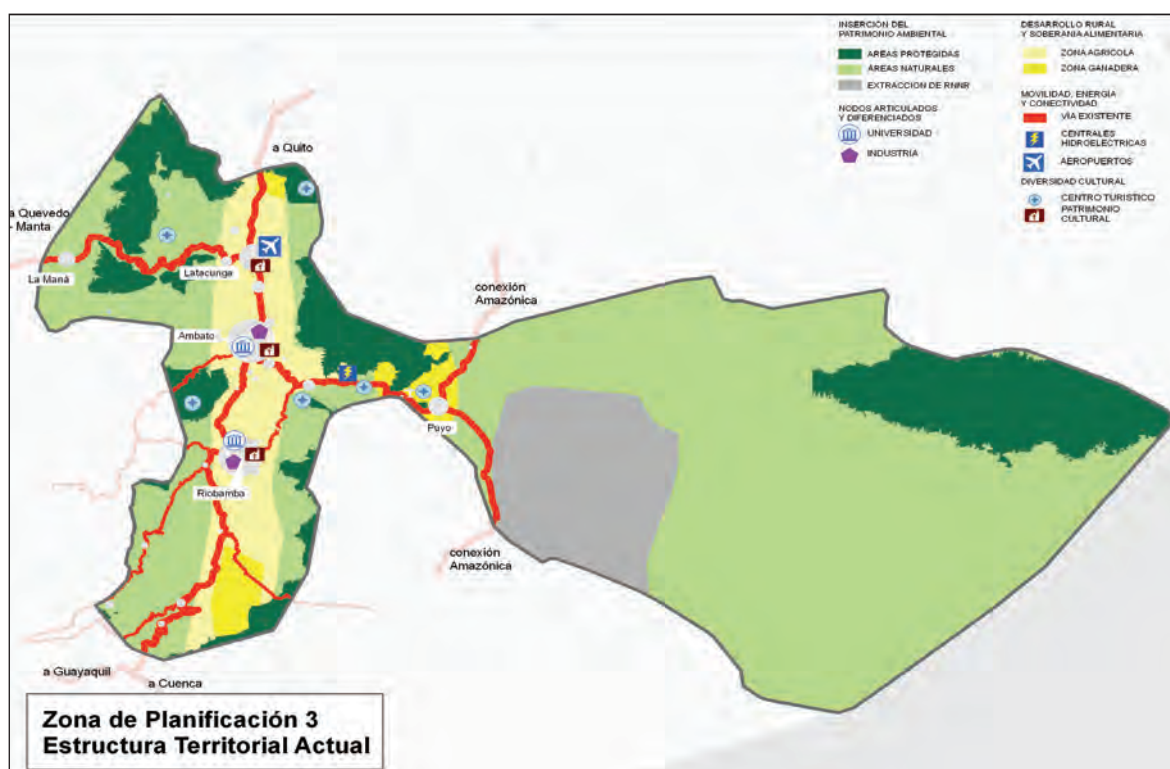 INSERCIÓN DEL
PATRIMONIO AMBIENTAL
AREAS PROTEGIDAS
ÁREAS NATURALES
EXTRACCION DE RNNR
NODOS ARTICULADOS
Y DIFERENCIADOS
UNIVERSIDAD
INDUSTRIA
DESARROLLO RURAL
Y SOBERANIA ALIMENTARIA
ZONA AGRICOLA
ZONA GANADERA
MOVILIDAD, ENERGIA
Y CONECTIVIDAD
VÍA EXISTENTE
CENTRALES
HIDROELECTRICAS
AEROPUERTOS
DIVERSIDAD CULTURAL
CENTRO TURISTICO
PATRIMONIO
CULTURAL
a Quito
a Quevedo
- Manta
La Maná
Latacunga
conexión
Amazónica
Ambato
Puyo
Riobamba
conexión
Amazónica
a Guayaquil
a Cuenca
Zona de Planificación 3
Estructura Territorial Actual